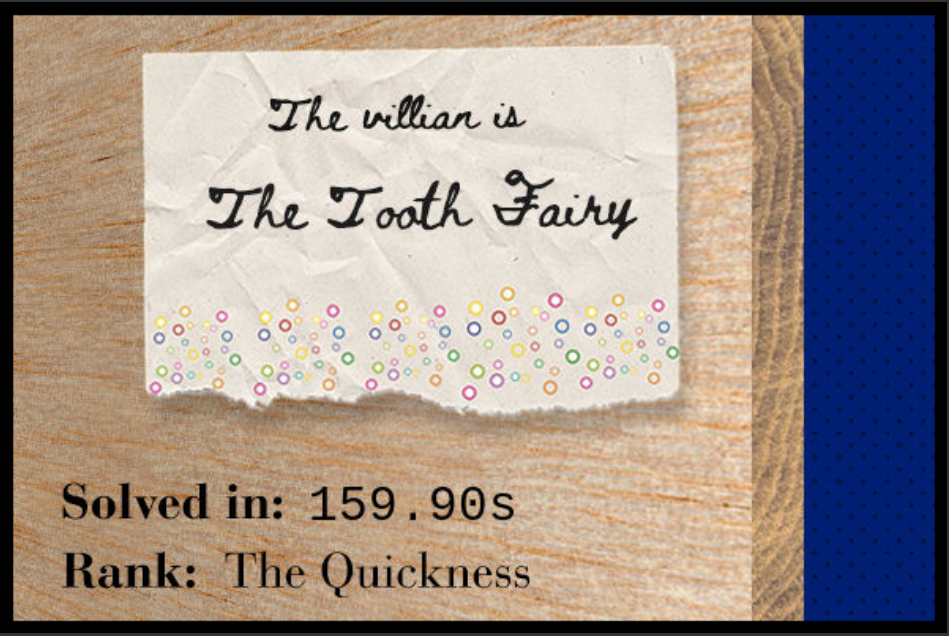 The villian is
The Tooth Fairy
Solved in: 159.90s
Rank: The Quickness